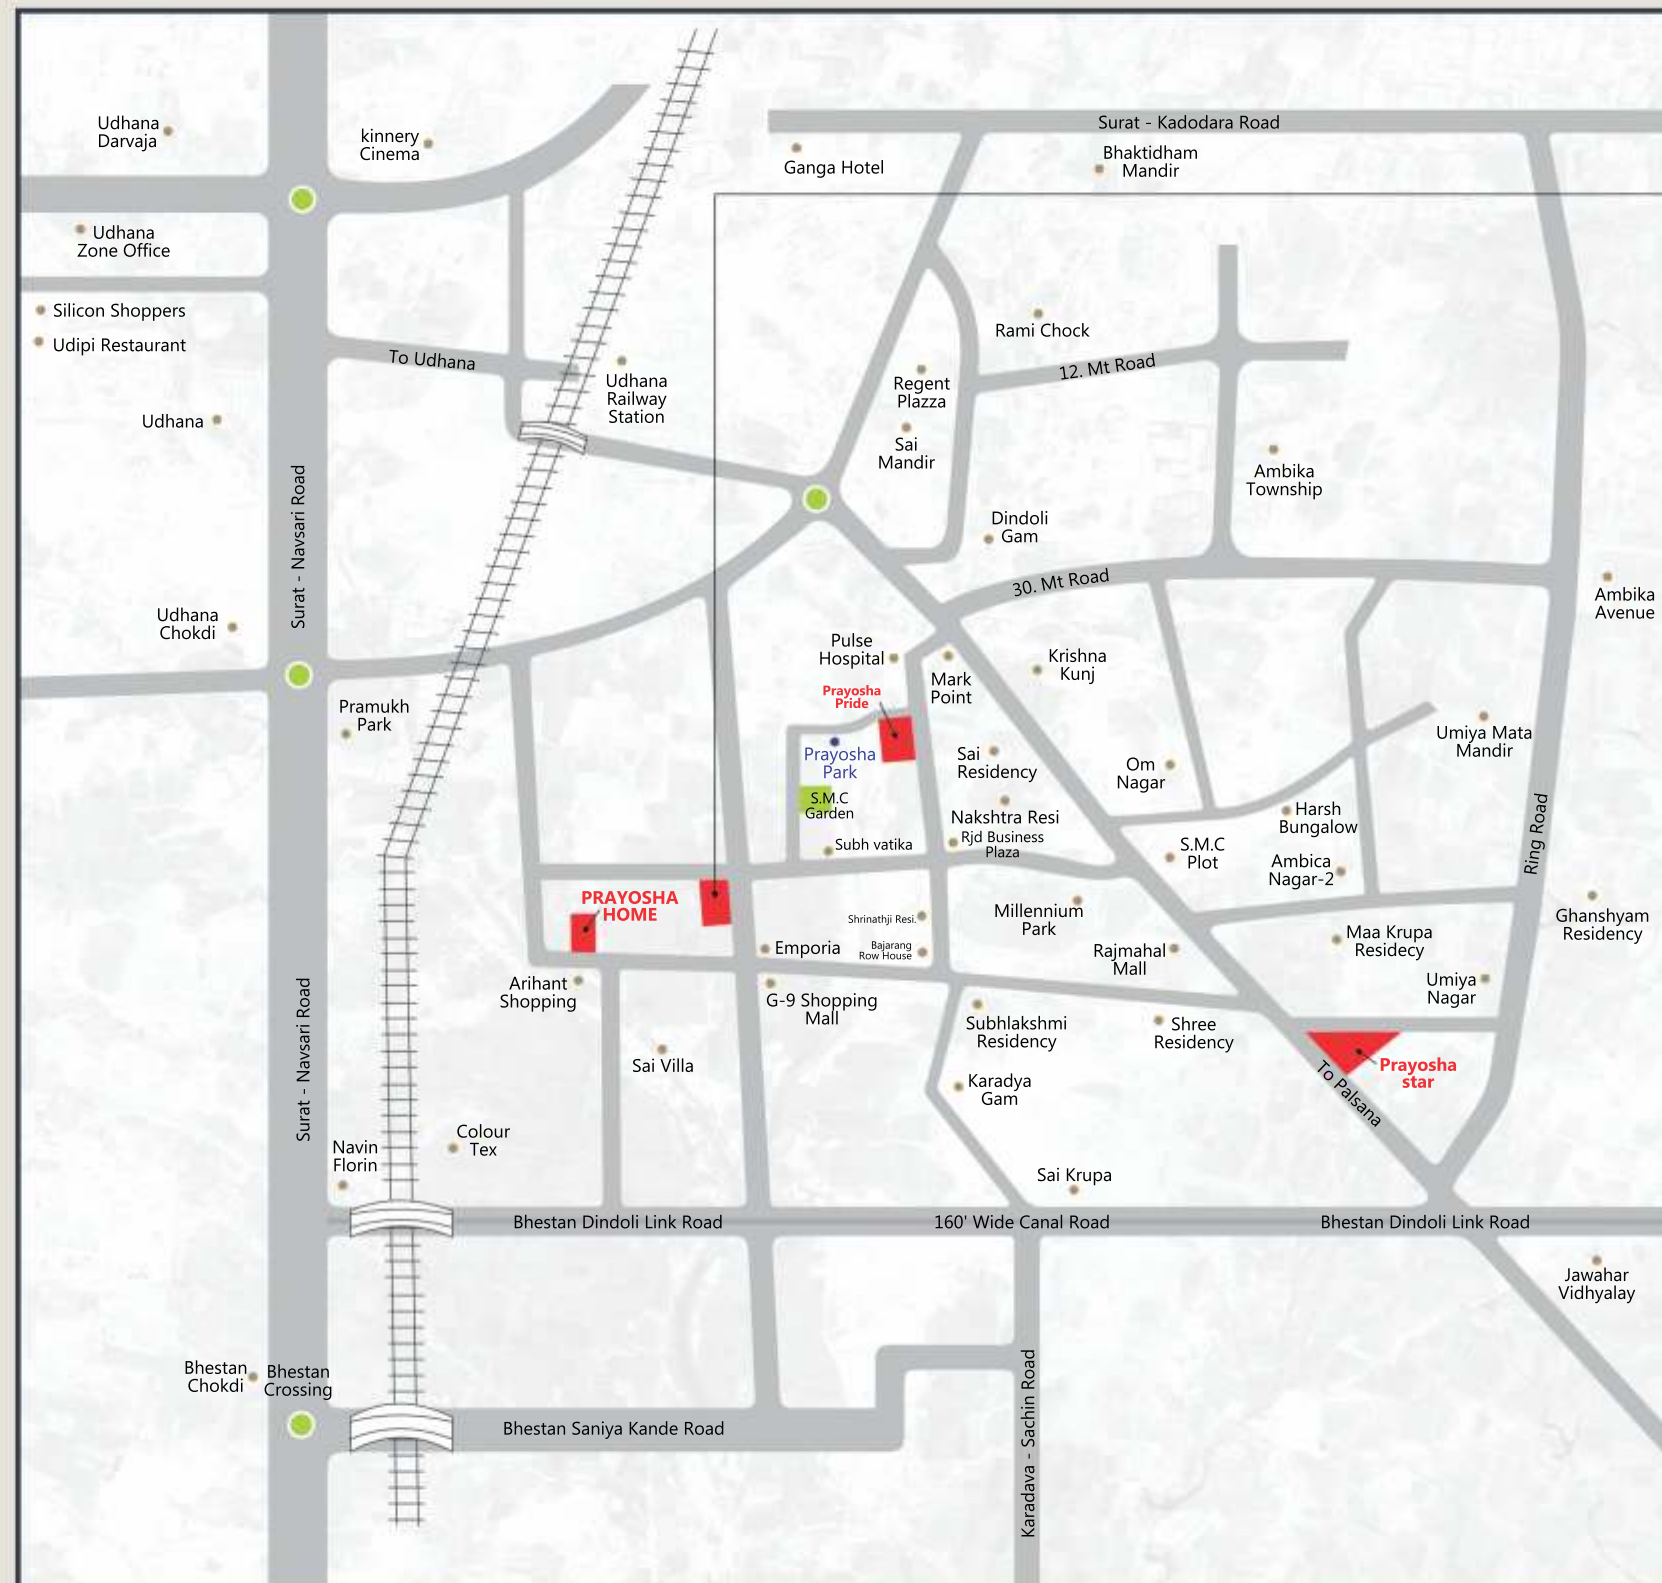 Surat - Kadodara Road
Udhana
Darvaja
kinnery
Cinema
Ganga Hotel
Bhaktidham
Mandir
Udhana
Zone Office
Silicon Shoppers
Udipi Restaurant
To Udhana
Udhana
Railway
Station
Rami Chock
12. Mt Road
Regent
Plazza
Sai
Mandir
Udhana
Ambika
Township
Surat - Navsari Road
Dindoli
Gam
30. Mt Road
Ambika
Avenue
Udhana
Chokdi
Pulse
Hospital
Mark
Point
Krishna
Kunj
Prayosha
Pride
Pramukh
Park
Prayosha
Park
Sai
Residency
Om
Nagar
Umiya Mata
Mandir
S.M.C
Garden
Nakshtra Resi
Harsh
Bungalow
Ring Road
Subh vatika
Rjd Business
Plaza
S.M.C
Plot
Ambica
Nagar-2
PRAYOSHA
HOME
Shrinathji Resi.
Millennium
Park
Ghanshyam
Residency
Emporia
Bajarang
Row House
Rajmahal
Mall
Maa Krupa
Residecy
Arihant
Shopping
G-9 Shopping
Mall
Umiya
Nagar
Surat - Navsari Road
Subhlakshmi
Residency
Shree
Residency
Sai Villa
Prayosha
star
To Palsana
Karadya
Gam
Navin
Florin
Colour
Tex
Sai Krupa
Bhestan Dindoli Link Road
160' Wide Canal Road
Bhestan Dindoli Link Road
Jawahar
Vidhyalay
Bhestan
Chokdi
Bhestan
Crossing
Bhestan Saniya Kande Road
Karadava - Sachin Road